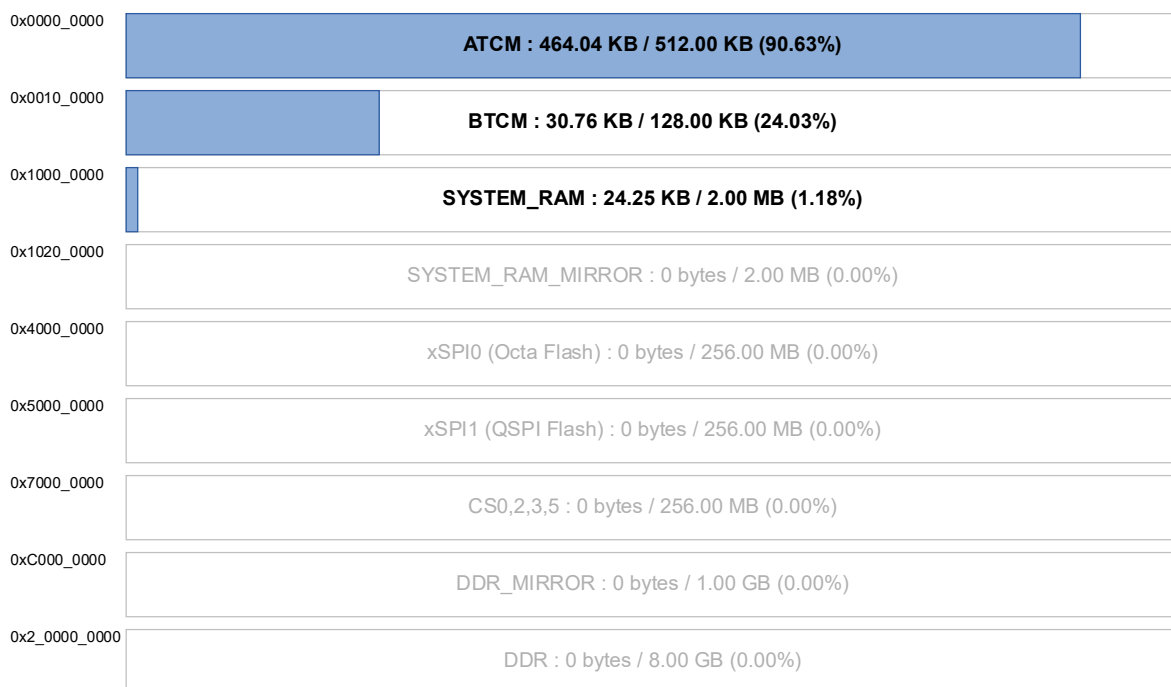 0x0000_0000
ATCM : 464.04 KB / 512.00 KB (90.63%)
0x0010_0000
BTCM : 30.76 KB / 128.00 KB (24.03%)
0x1000_0000
SYSTEM_RAM : 24.25 KB / 2.00 MB (1.18%)
0x1020_0000
SYSTEM_RAM_MIRROR : 0 bytes / 2.00 MB (0.00%)
0x4000_0000
xSPI0 (Octa Flash) : 0 bytes / 256.00 MB (0.00%)
0x5000_0000
xSPI1 (QSPI Flash) : 0 bytes / 256.00 MB (0.00%)
0x7000_0000
CS0,2,3,5 : 0 bytes / 256.00 MB (0.00%)
0xC000_0000
DDR_MIRROR : 0 bytes / 1.00 GB (0.00%)
0x2_0000_0000
DDR : 0 bytes / 8.00 GB (0.00%)